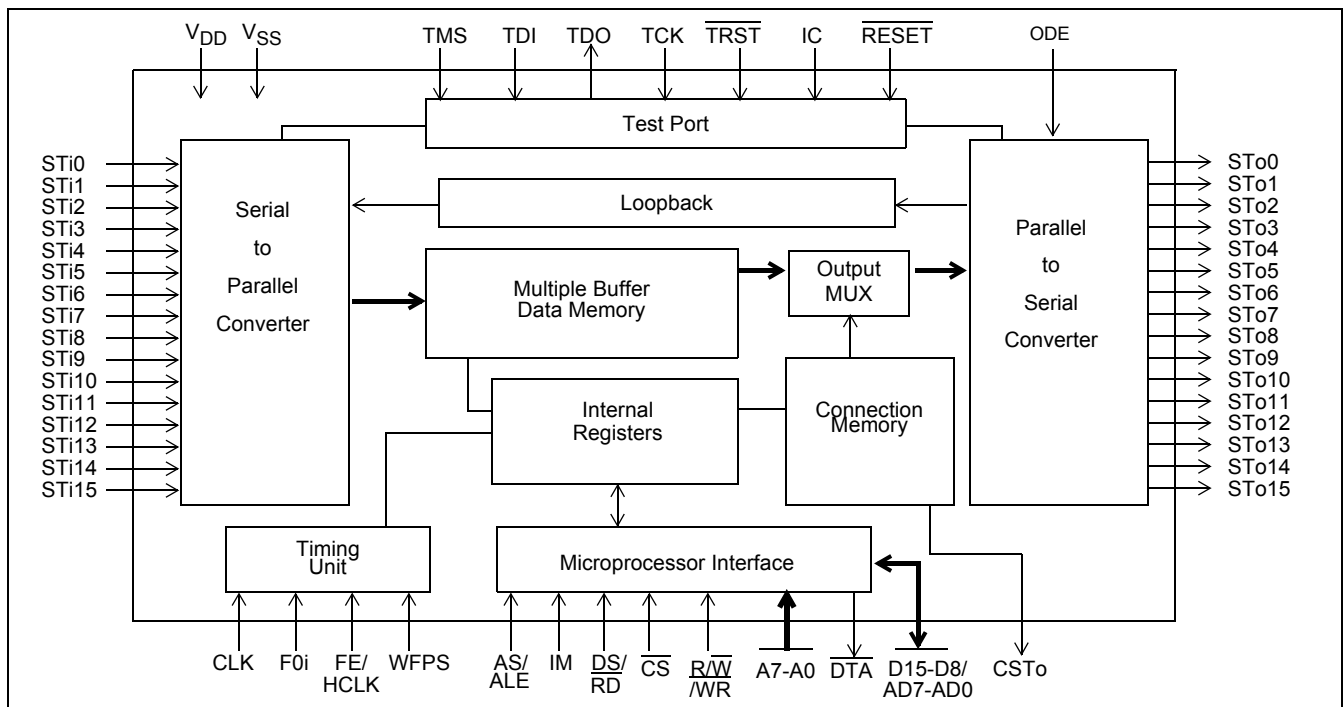 VDD VSS TMS TDI TDO TCK TRST IC RESET ODE
Test Port
STi0
STi1
STi2
STi3
STi4
STi5
STi6
STi7
STi8
STi9
STi10
STi11
STi12
STi13
STi14
STi15
Serial
to
Parallel
Converter
Loopback
Multiple Buffer
Data Memory
Output
MUX
Internal
Registers
Connection
Memory
Parallel
to
Serial
Converter
STo0
STo1
STo2
STo3
STo4
STo5
STo6
STo7
STo8
STo9
STo10
STo11
STo12
STo13
STo14
STo15
Timing
Unit
Microprocessor Interface
CLK
F0i
FE/
HCLK
WFPS
AS/
ALE
IM
DS/
RD
CS
R/W
/WR
A7-A0
DTA
D15-D8/
AD7-AD0
CSTo